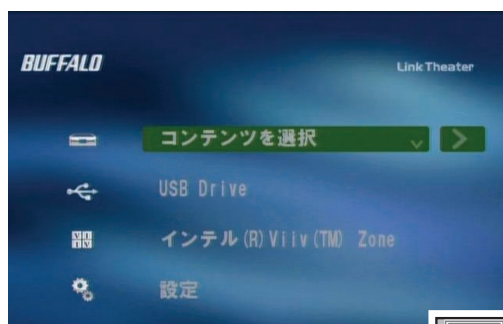 BUFFALO
LinkTheater
コンテンツを選択
USB Drive
インテル(R)Viiv(TM) Zone
設定